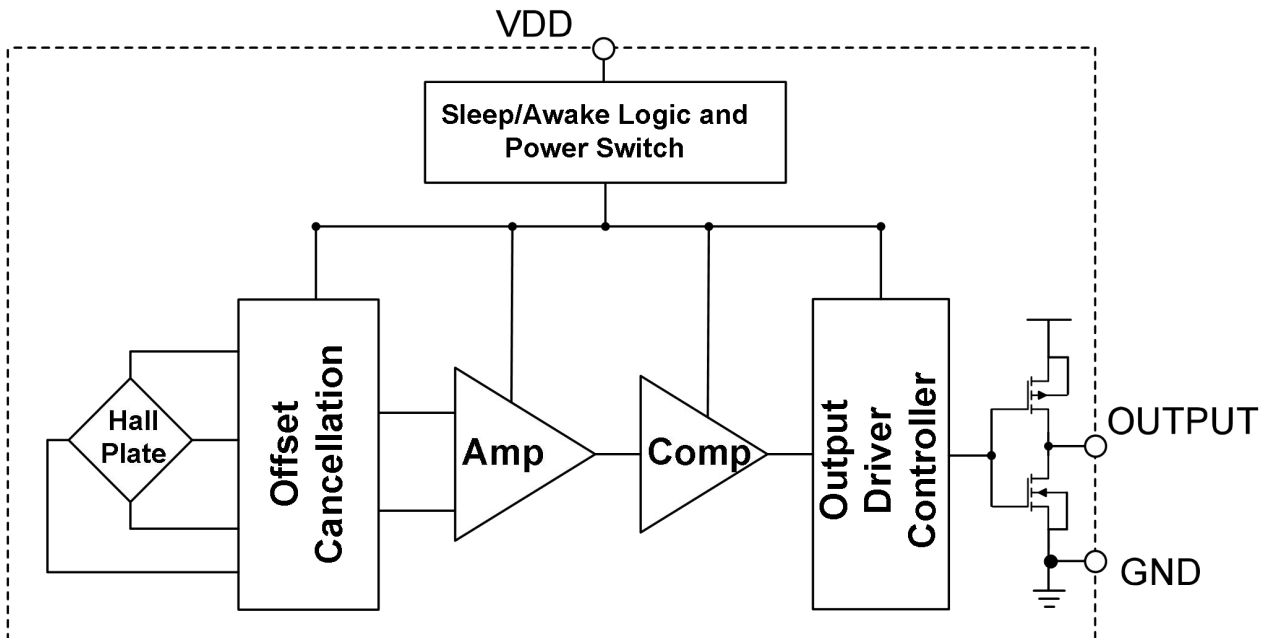 VDD
Sleep/Awake Logic and
Power Switch
Hall
Plate
Offset
Cancellation
Amp
Comp
Output
Driver
Controller
OUTPUT
GND